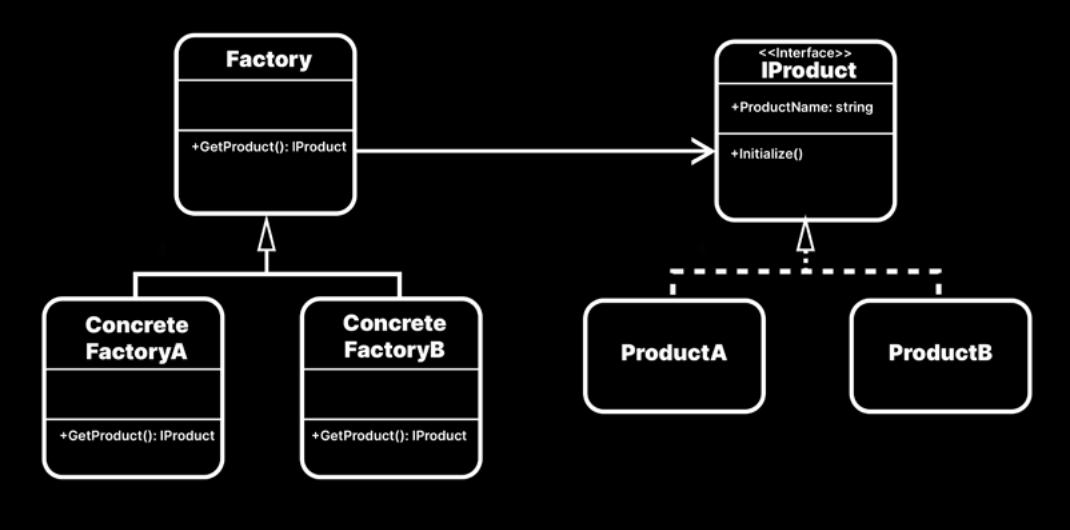 Factory
+GetProduct(): IProduct
<<Interface>>
IProduct
+ProductName: string
+Initialize()
Concrete
FactoryA
+GetProduct(): IProduct
Concrete
FactoryB
+GetProduct(): IProduct
ProductA
ProductB